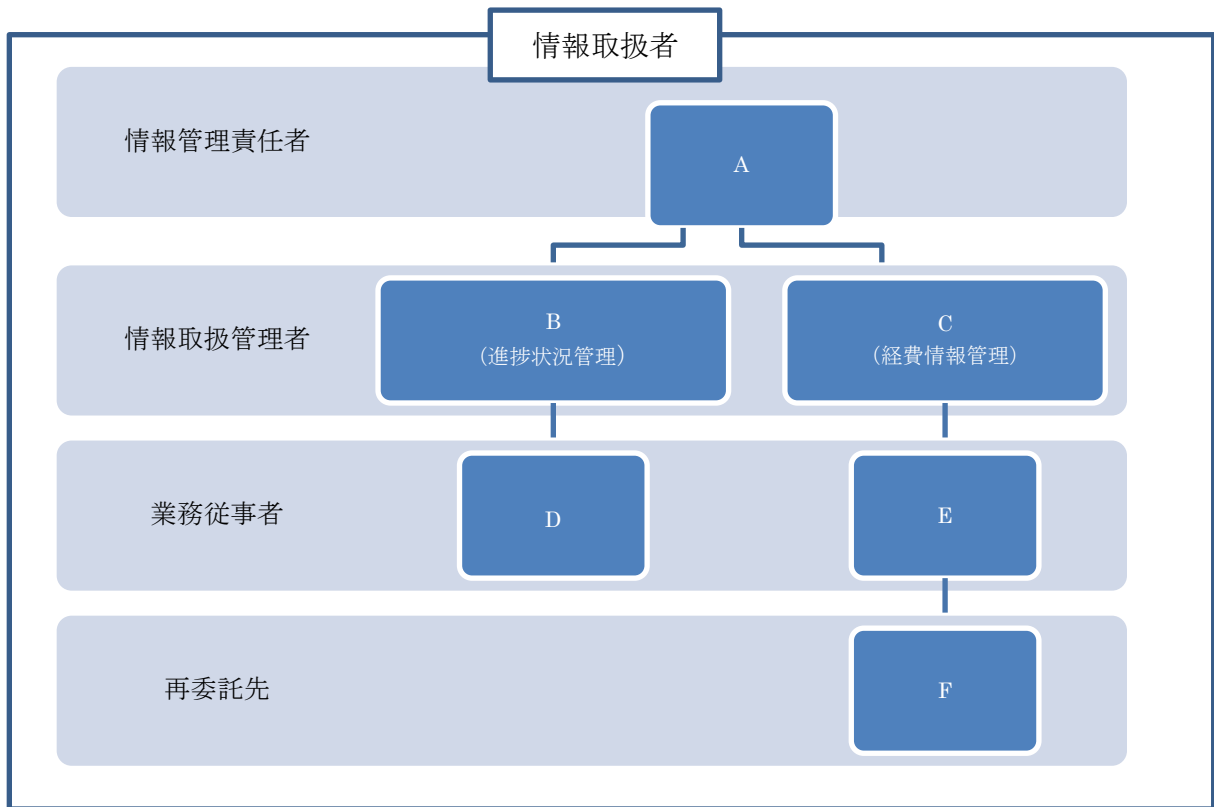 情報取扱者
情報管理責任者
A
情報取扱管理者
B
（進捗状況管理）
C
（経費情報管理）
業務従事者
D
E
再委託先
F